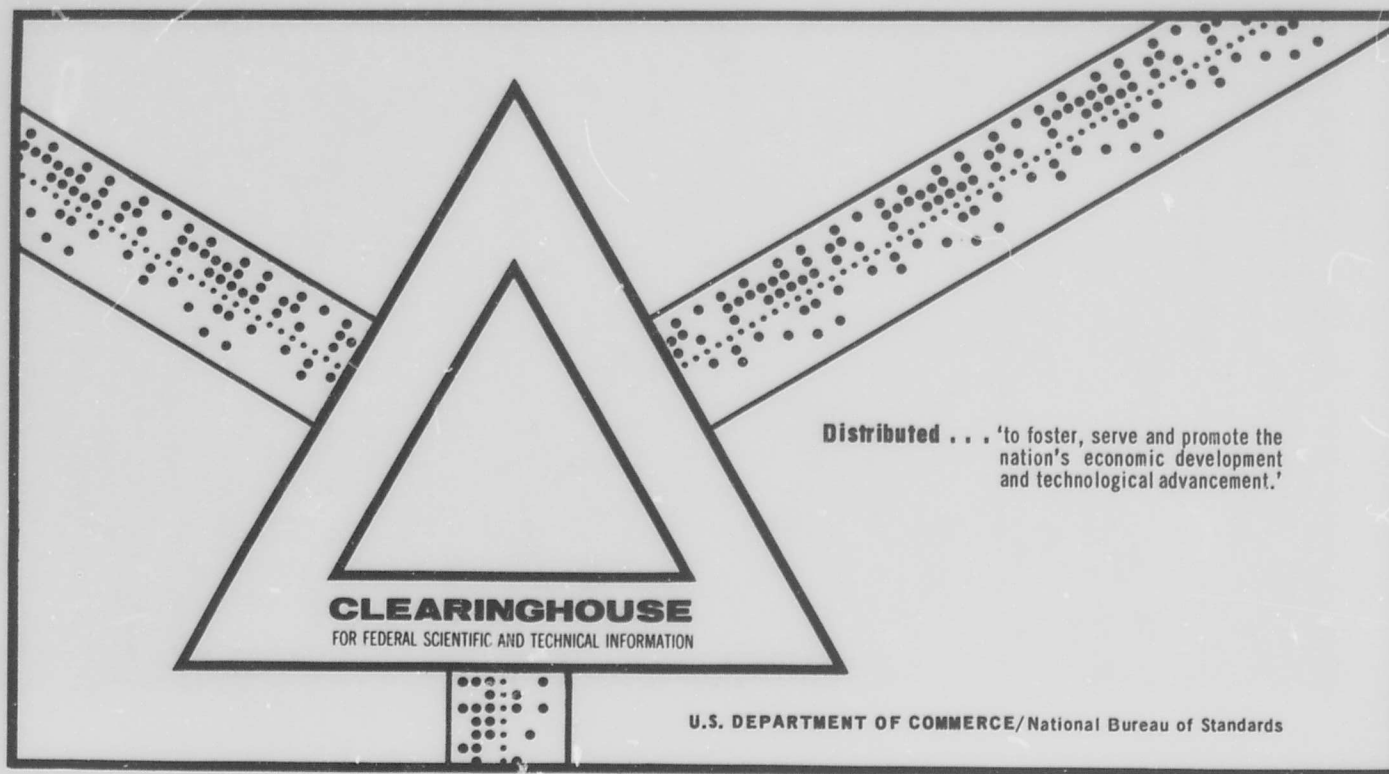 Distributed . . . 'to foster, serve and promote the
nation's economic development
and technological advancement.'
CLEARINGHOUSE
FOR FEDERAL SCIENTIFIC AND TECHNICAL INFORMATION
U.S. DEPARTMENT OF COMMERCE/National Bureau of Standards